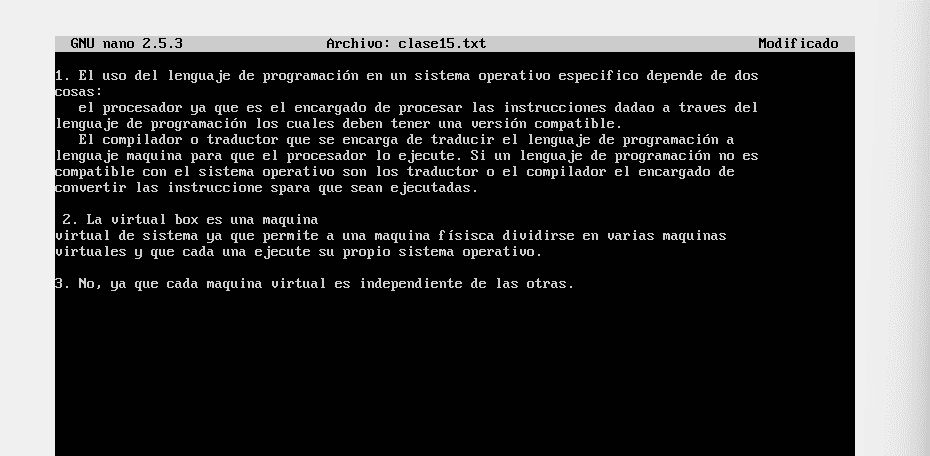 GNU nano 2.5.3 Archivo: clase15.txt Modificado
1. El uso del lenguaje de programación en un sistema operativo especifico depende de dos
cosas:
el procesador ya que es el encargado de procesar las instrucciones dadao a traves del
lenguaje de programación los cuales deben tener una versión compatible.
El compilador o traductor que se encarga de traducir el lenguaje de programación a
lenguaje maquina para que el procesador lo ejecute. Si un lenguaje de programación no es
compatible con el sistema operativo son los traductor o el compilador el encargado de
convertir las instruccione spara que sean ejecutadas.
2. La virtual box es una maquina
virtual de sistema ya que permite a una maquina físisca dividirse en varias maquinas
virtuales y que cada una ejecute su propio sistema operativo.
3. No, ya que cada maquina virtual es independiente de las otras.